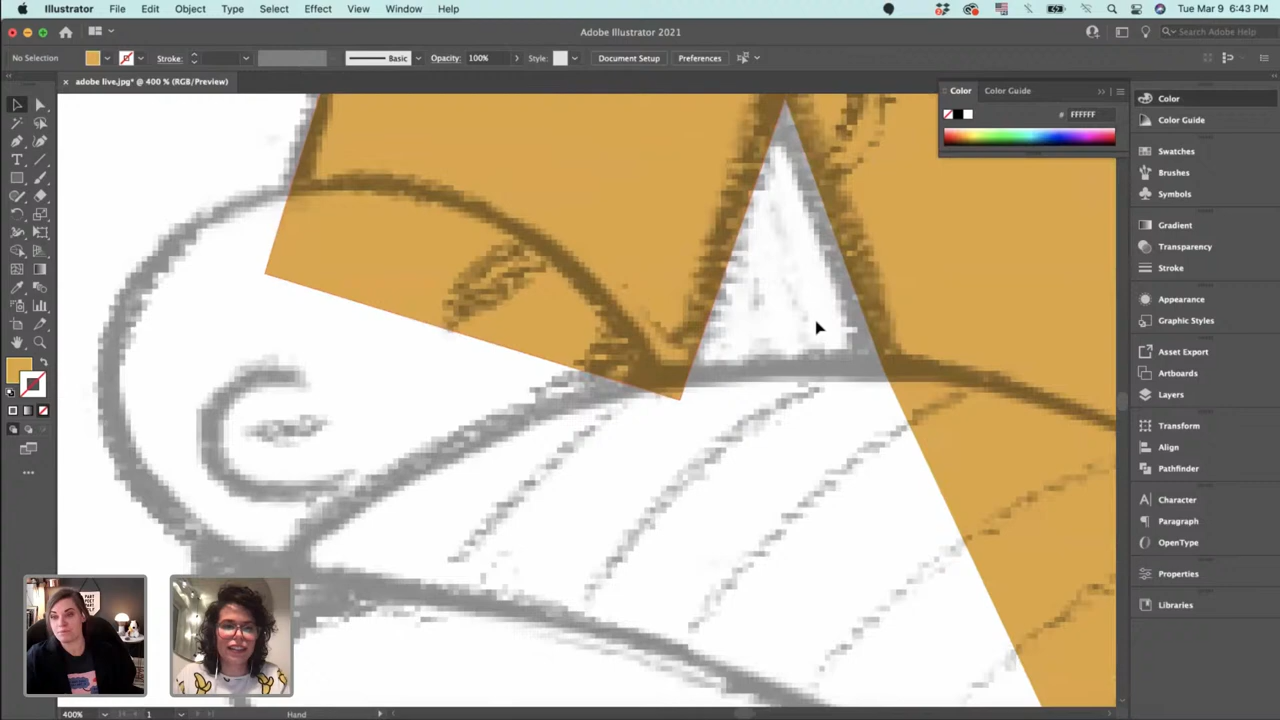 Illustrator File Edit Object Type Select Effect View Window Help Tue Mar 9 6:43 PM
Adobe Illustrator 2021 Search Adobe Help
No Selection Stroke: Basic Opacity: 100% Style: Document Setup Preferences
adobe live.jpg* @ 400 % (RGB/Preview)
Color Color Guide
# FFFFFF
Color
Color Guide
Swatches
Brushes
Symbols
Gradient
Transparency
Stroke
Appearance
Graphic Styles
Asset Export
Artboards
Layers
Transform
Align
Pathfinder
Character
Paragraph
OpenType
Properties
Libraries
400% 1 Hand